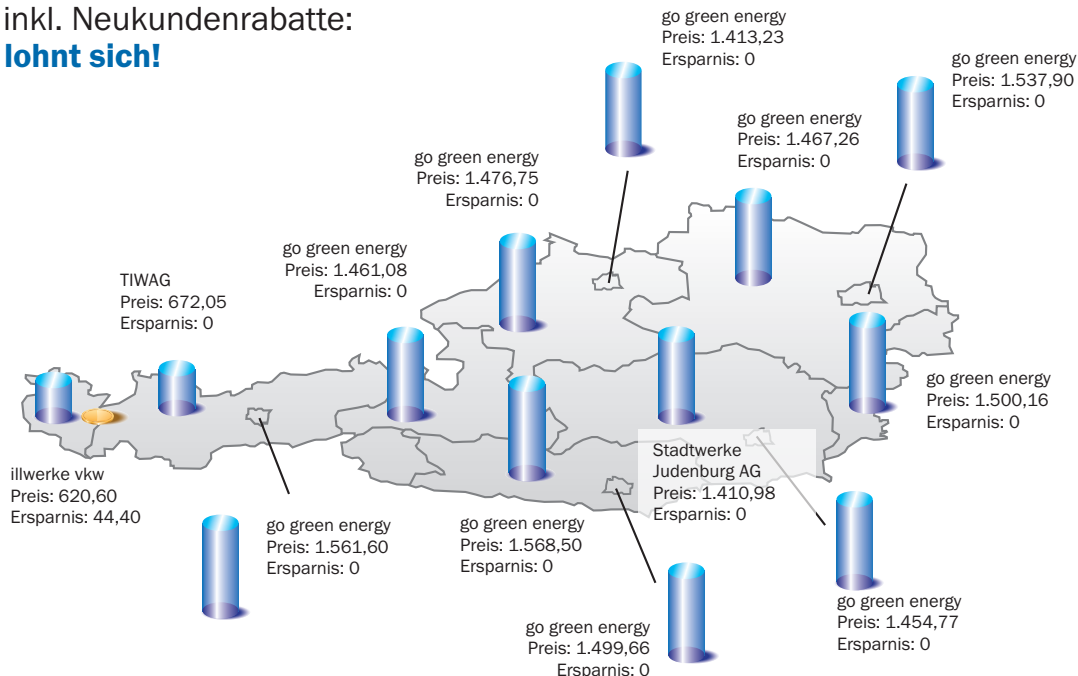 inkl. Neukundenrabatte:
lohnt sich!
go green energy
Preis: 1.413,23
Ersparnis: 0
go green energy
Preis: 1.537,90
Ersparnis: 0
go green energy
Preis: 1.467,26
Ersparnis: 0
go green energy
Preis: 1.476,75
Ersparnis: 0
go green energy
Preis: 1.461,08
Ersparnis: 0
TIWAG
Preis: 672,05
Ersparnis: 0
go green energy
Preis: 1.500,16
Ersparnis: 0
Stadtwerke
Judenburg AG
Preis: 1.410,98
Ersparnis: 0
illwerke vkw
Preis: 620,60
Ersparnis: 44,40
go green energy
Preis: 1.561,60
Ersparnis: 0
go green energy
Preis: 1.568,50
Ersparnis: 0
go green energy
Preis: 1.454,77
Ersparnis: 0
go green energy
Preis: 1.499,66
Ersparnis: 0